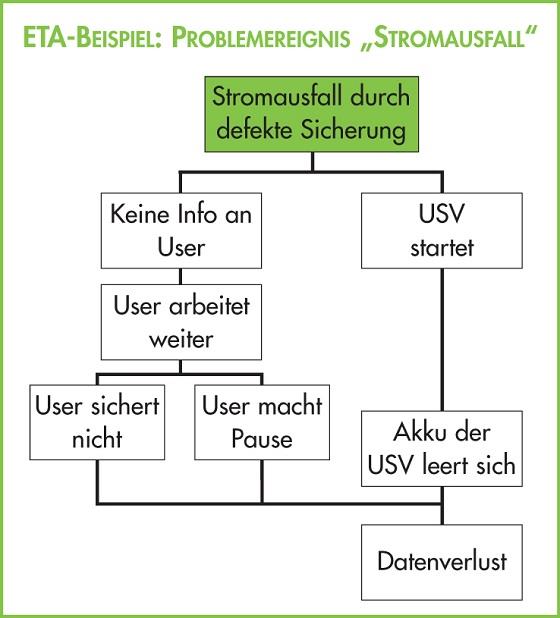 ETA-BEISPIEL: PROBLEMEREIGNIS „STROMAUSFALL“
Stromausfall durch
defekte Sicherung
Keine Info an
User
USV
startet
User arbeitet
weiter
User sichert
nicht
User macht
Pause
Akku der
USV leert sich
Datenverlust